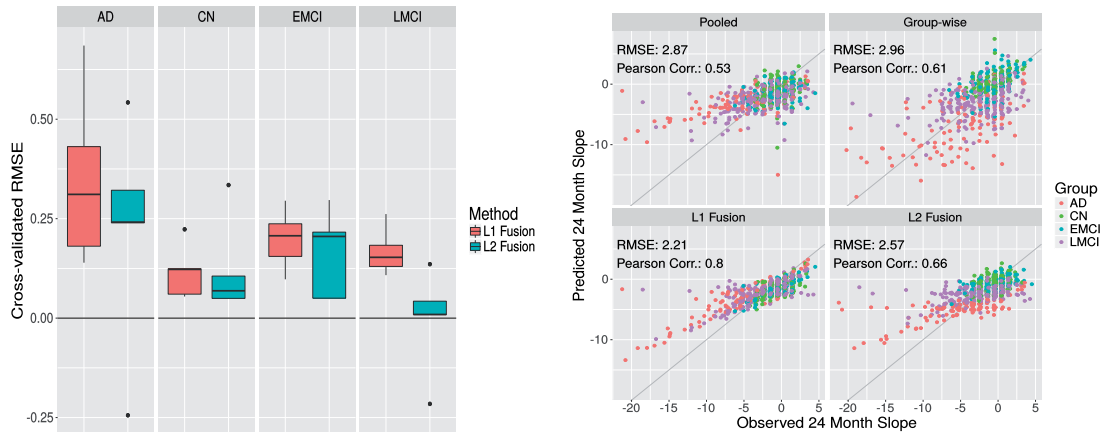 AD CN EMCI LMCI
Cross-validated RMSE
0.50
0.25
0.00
-0.25
Method
L1 Fusion
L2 Fusion
Pooled Group-wise
RMSE: 2.87
Pearson Corr.: 0.53
RMSE: 2.96
Pearson Corr.: 0.61
L1 Fusion L2 Fusion
RMSE: 2.21
Pearson Corr.: 0.8
RMSE: 2.57
Pearson Corr.: 0.66
Predicted 24 Month Slope
0
-10
0
-10
-20 -15 -10 -5 0 5 -20 -15 -10 -5 0 5
Observed 24 Month Slope
Group
AD
CN
EMCI
LMCI